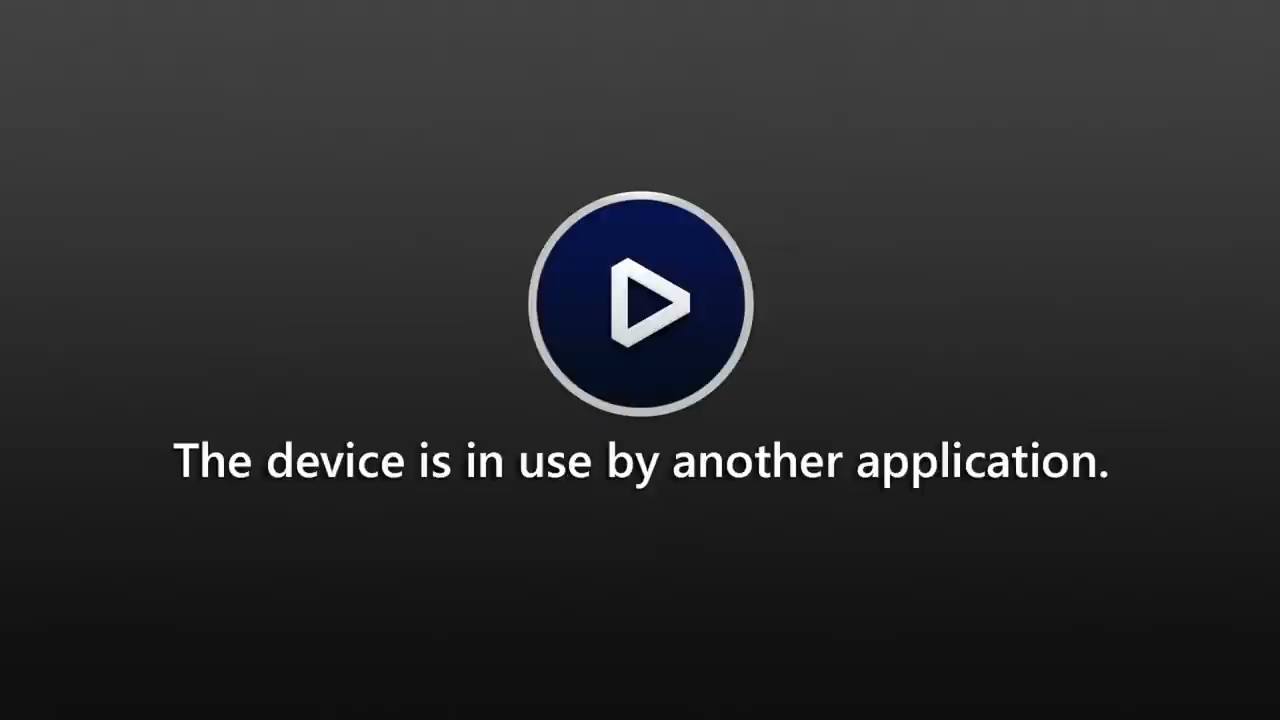 The device is in use by another application.